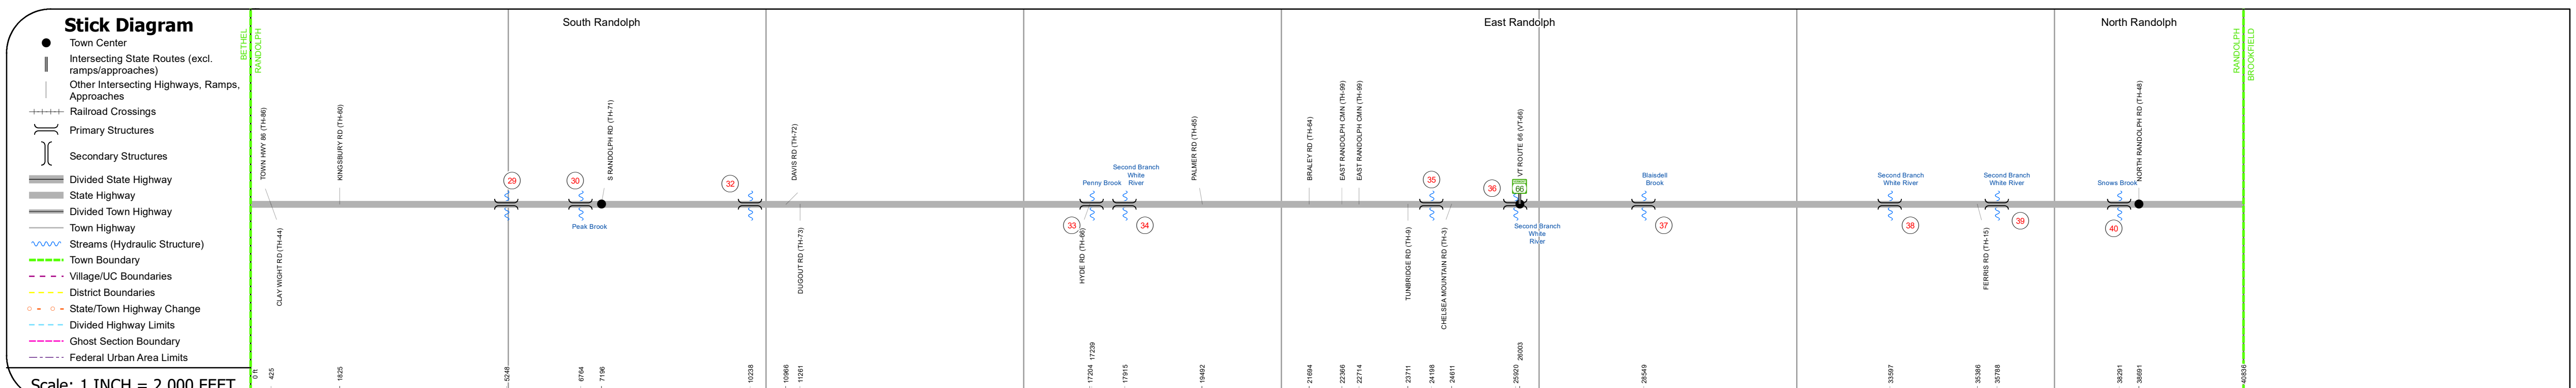 Stick Diagram
Town Center
Intersecting State Routes (excl.
ramps/approaches)
Other Intersecting Highways, Ramps,
Approaches
Railroad Crossings
Primary Structures
Secondary Structures
Divided State Highway
State Highway
Divided Town Highway
Town Highway
Streams (Hydraulic Structure)
Town Boundary
Village/UC Boundaries
District Boundaries
State/Town Highway Change
Divided Highway Limits
Ghost Section Boundary
Federal Urban Area Limits
Scale: 1 INCH = 2,000 FEET
BETHEL
RANDOLPH
South Randolph
East Randolph
North Randolph
RANDOLPH
BROOKFIELD
TOWN HWY 86 (TH-86)
CLAY WIGHT RD (TH-44)
KINGSBURY RD (TH-60)
29
30
Peak Brook
S RANDOLPH RD (TH-71)
32
DAVIS RD (TH-72)
DUGOUT RD (TH-73)
Penny Brook
33
HYDE RD (TH-66)
Second Branch
White
River
34
PALMER RD (TH-65)
BRALEY RD (TH-64)
EAST RANDOLPH CMN (TH-99)
EAST RANDOLPH CMN (TH-99)
TUNBRIDGE RD (TH-9)
35
CHELSEA MOUNTAIN RD (TH-3)
36
VT ROUTE 66 (VT-66)
66
Second Branch
White
River
Blaisdell
Brook
37
Second Branch
White River
38
FERRIS RD (TH-15)
Second Branch
White River
39
Snows Brook
40
NORTH RANDOLPH RD (TH-48)
0 ft
425
1825
5248
6764
7196
10238
10966
11261
17204
17239
17915
19492
21694
22366
22714
23711
24198
24611
25920
26003
28549
33597
35386
35788
38291
38691
40836